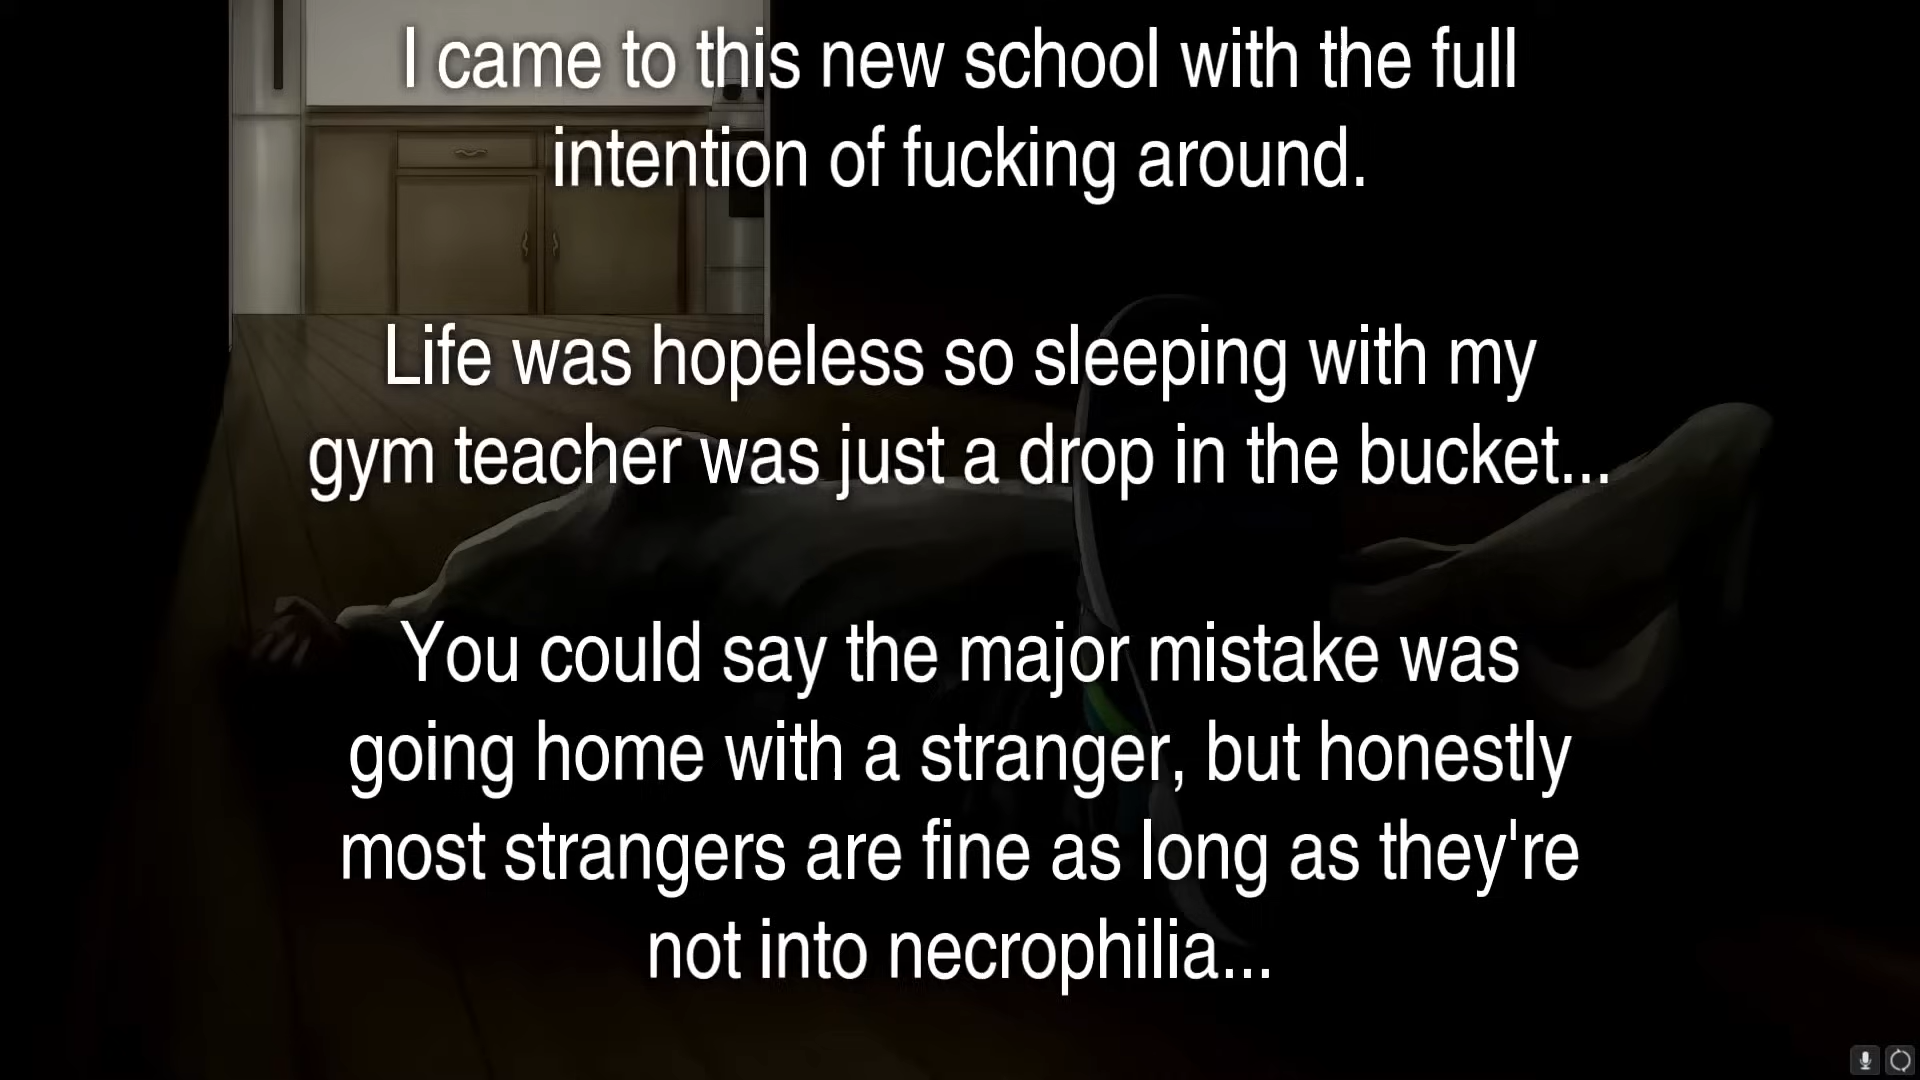 I came to this new school with the full
intention of fucking around.
Life was hopeless so sleeping with my
gym teacher was just a drop in the bucket...
You could say the major mistake was
going home with a stranger, but honestly
most strangers are fine as long as they're
not into necrophilia...